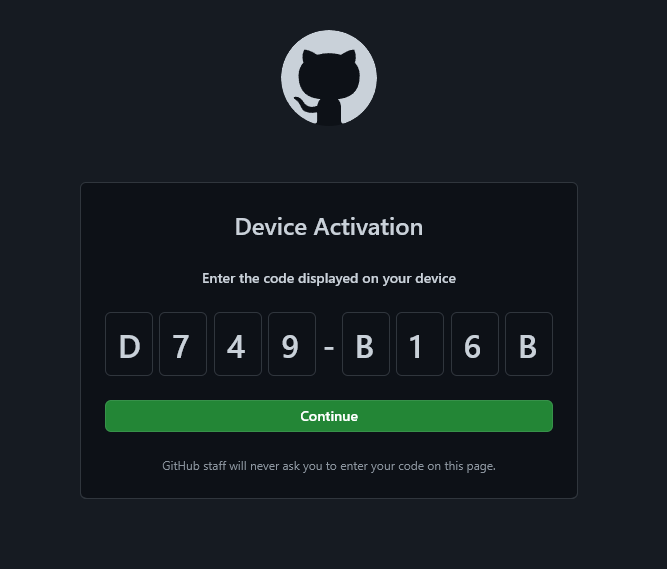 Device Activation
Enter the code displayed on your device
D 7 4 9 - B 1 6 B
Continue
GitHub staff will never ask you to enter your code on this page.